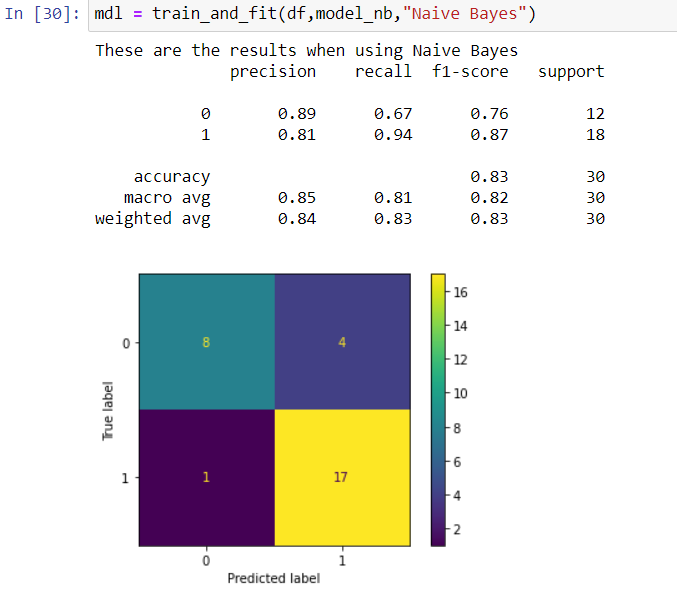 In [30]: mdl = train_and_fit(df,model_nb,"Naive Bayes")
These are the results when using Naive Bayes
precision recall f1-score support
0 0.89 0.67 0.76 12
1 0.81 0.94 0.87 18
accuracy 0.83 30
macro avg 0.85 0.81 0.82 30
weighted avg 0.84 0.83 0.83 30
16
14
12
10
8
6
4
2
True label
0
8 4
1
1 17
0 1
Predicted label